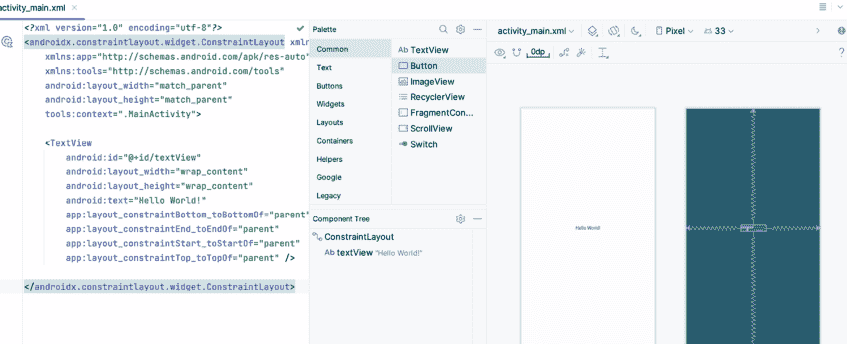 activity_main.xml
<?xml version="1.0" encoding="utf-8"?>
<androidx.constraintlayout.widget.ConstraintLayout xmln
xmlns:app="http://schemas.android.com/apk/res-auto"
xmlns:tools="http://schemas.android.com/tools"
android:layout_width="match_parent"
android:layout_height="match_parent"
tools:context=".MainActivity">
<TextView
android:id="@+id/textView"
android:layout_width="wrap_content"
android:layout_height="wrap_content"
android:text="Hello World!"
app:layout_constraintBottom_toBottomOf="parent"
app:layout_constraintEnd_toEndOf="parent"
app:layout_constraintStart_toStartOf="parent"
app:layout_constraintTop_toTopOf="parent" />
</androidx.constraintlayout.widget.ConstraintLayout>
Palette
Common
Text
Buttons
Widgets
Layouts
Containers
Helpers
Google
Legacy
Ab TextView
Button
ImageView
RecyclerView
FragmentCon...
ScrollView
Switch
Component Tree
ConstraintLayout
Ab textView "Hello World!"
activity_main.xml
Pixel
33
0dp
?
Hello World!